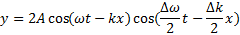 y = 2A cos(ωt − kx) cos(Δω/2 t − Δk/2 x)